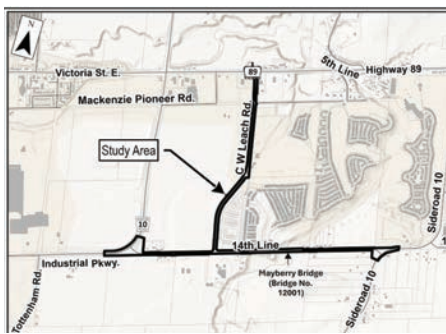 N
Victoria St. E.
89
5th Line
Highway 89
Mackenzie Pioneer Rd.
C W Leach Rd.
Study Area
10
Sideroad 10
14th Line
1
Industrial Pkwy.
Mayberry Bridge
(Bridge No.
12001)
Tottenham Rd.
Sideroad 10